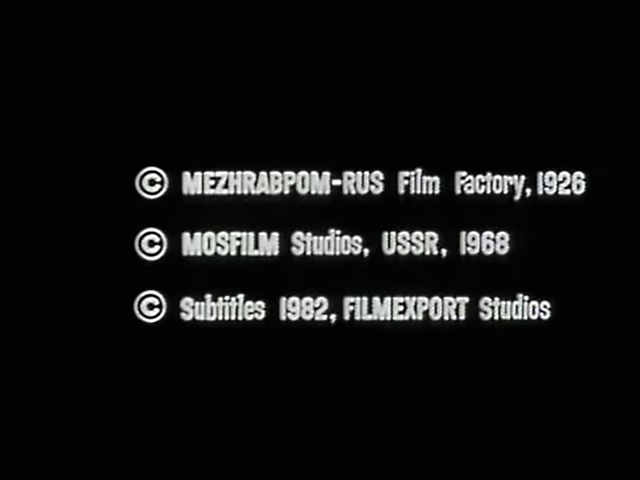 © MEZHRABPOM-RUS Film Factory, 1926
© MOSFILM Studios, USSR, 1968
© Subtitles 1982, FILMEXPORT Studios